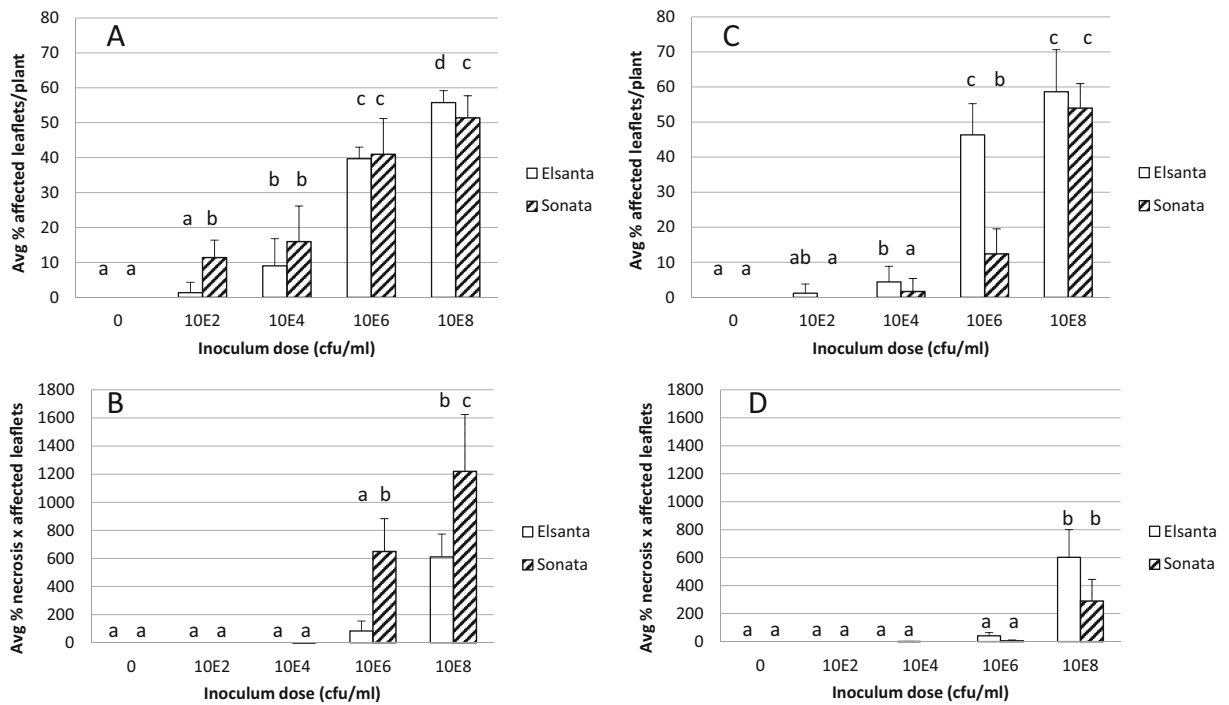 A
Avg % affected leaflets/plant
80
70
60
50
40
30
20
10
0
a a
a b
b b
c c
d c
0 10E2 10E4 10E6 10E8
Inoculum dose (cfu/ml)
Elsanta
Sonata
C
Avg % affected leaflets/plant
80
70
60
50
40
30
20
10
0
a a
ab a
b a
c b
c c
0 10E2 10E4 10E6 10E8
Inoculum dose (cfu/ml)
Elsanta
Sonata
B
Avg % necrosis x affected leaflets
1800
1600
1400
1200
1000
800
600
400
200
0
a a
a a
a a
a b
b c
0 10E2 10E4 10E6 10E8
Inoculum dose (cfu/ml)
Elsanta
Sonata
D
Avg % necrosis x affected leaflets
1800
1600
1400
1200
1000
800
600
400
200
0
a a
a a
a a
a a
b b
0 10E2 10E4 10E6 10E8
Inoculum dose (cfu/ml)
Elsanta
Sonata